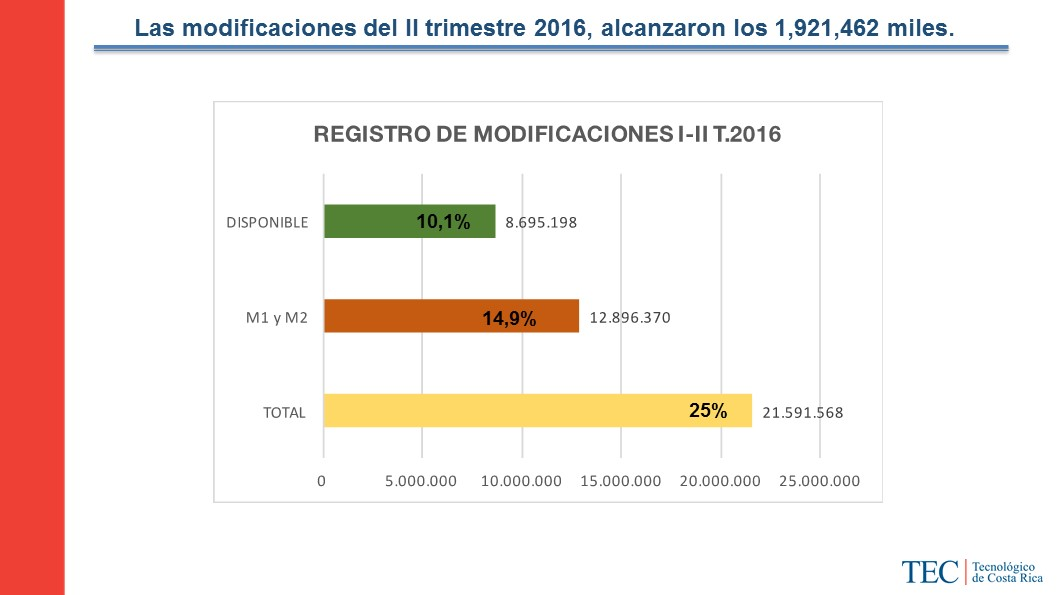 Las modificaciones del II trimestre 2016, alcanzaron los 1,921,462 miles.
REGISTRO DE MODIFICACIONES I-II T.2016
DISPONIBLE 10,1% 8.695.198
M1 y M2 14,9% 12.896.370
TOTAL 25% 21.591.568
0 5.000.000 10.000.000 15.000.000 20.000.000 25.000.000
TEC Tecnológico
de Costa Rica